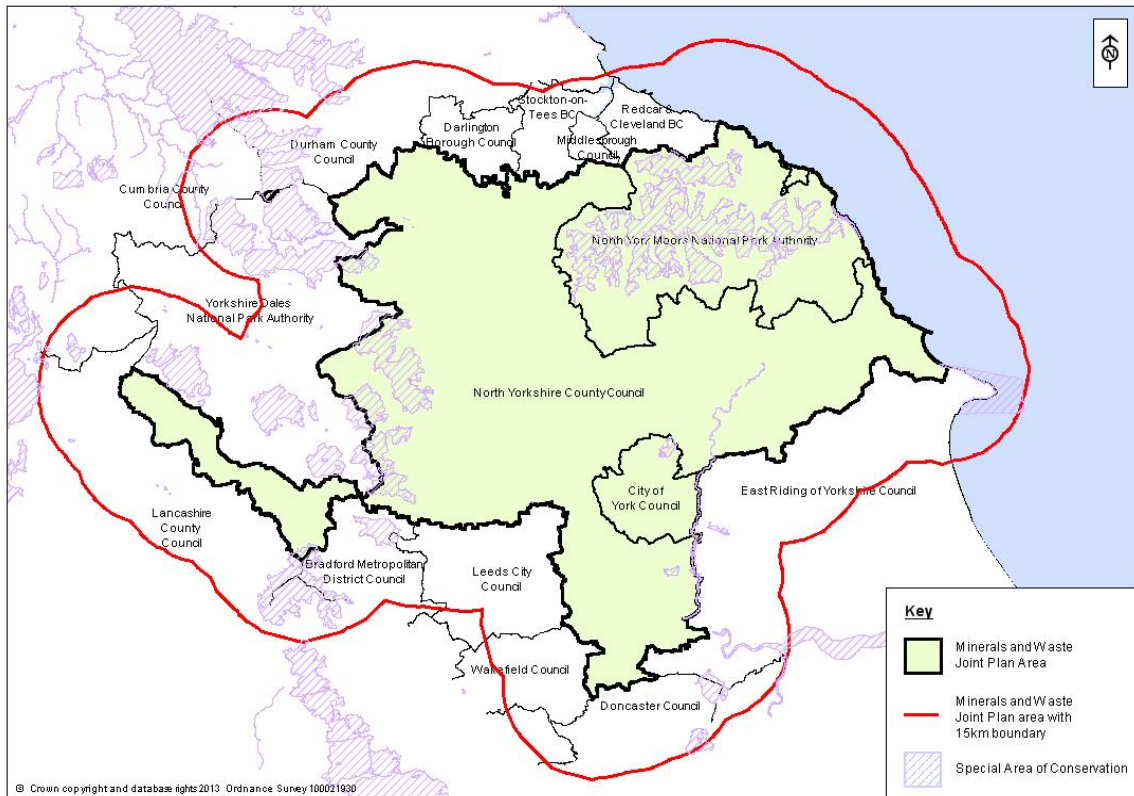 N
Stockton-on-
Tees BC
Redcar &
Cleveland BC
Darlington
Borough Council
Middlesbrough
Council
Durham County
Council
Cumbria County
Council
North York Moors National Park Authority
Yorkshire Dales
National Park Authority
North Yorkshire County Council
City of
York Council
East Riding of Yorkshire Council
Lancashire
County
Council
Bradford Metropolitan
District Council
Leeds City
Council
Wakefield Council
Doncaster Council
Key
Minerals and Waste
Joint Plan Area
Minerals and Waste
Joint Plan area with
15km boundary
Special Area of Conservation
© Crown copyright and database rights 2013 Ordnance Survey 100021930